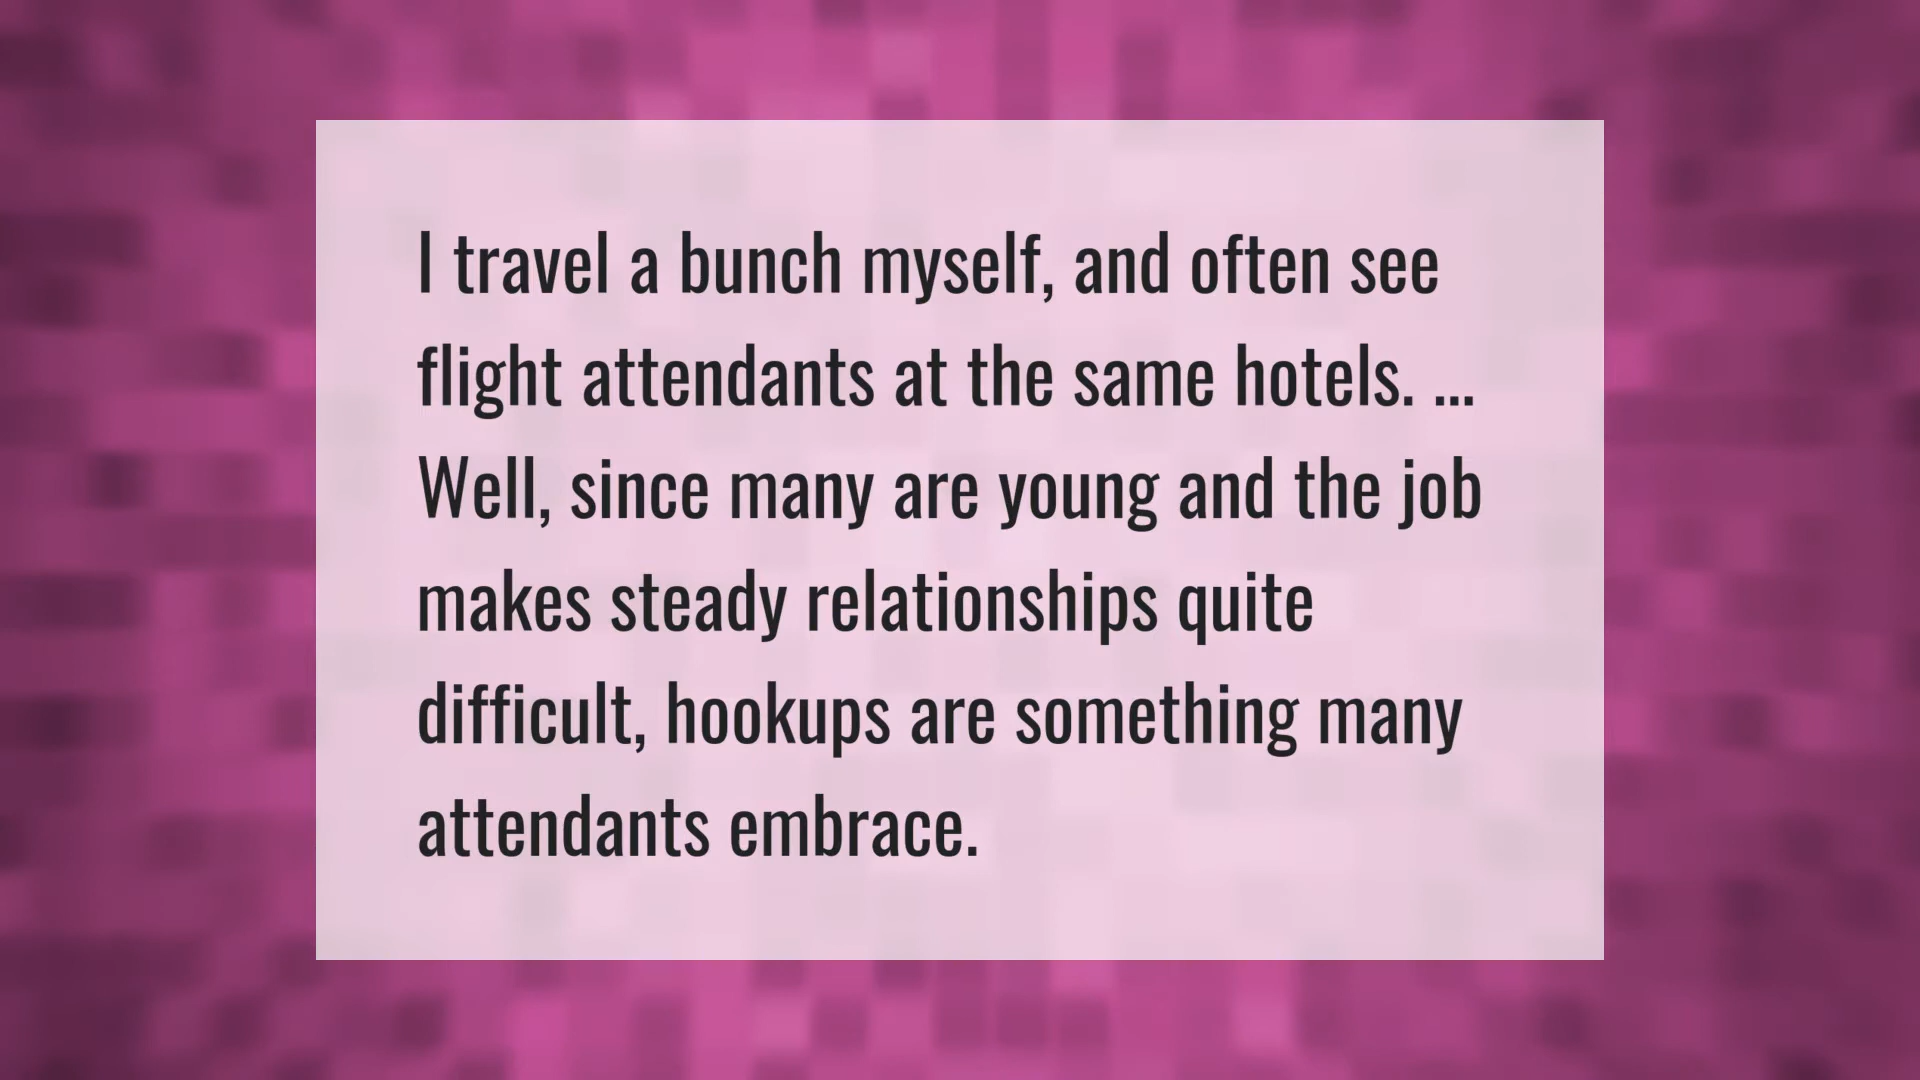 I travel a bunch myself, and often see
flight attendants at the same hotels. ...
Well, since many are young and the job
makes steady relationships quite
difficult, hookups are something many
attendants embrace.